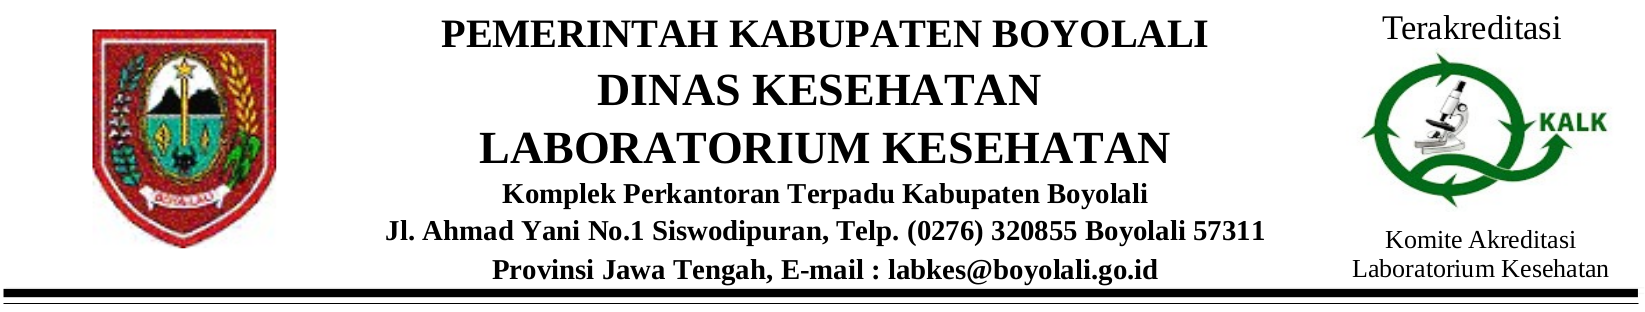 PEMERINTAH KABUPATEN BOYOLALI
DINAS KESEHATAN
LABORATORIUM KESEHATAN
Komplek Perkantoran Terpadu Kabupaten Boyolali
Jl. Ahmad Yani No.1 Siswodipuran, Telp. (0276) 320855 Boyolali 57311
Provinsi Jawa Tengah, E-mail : labkes@boyolali.go.id
BOYOLALI
Terakreditasi
KALK
Komite Akreditasi
Laboratorium Kesehatan